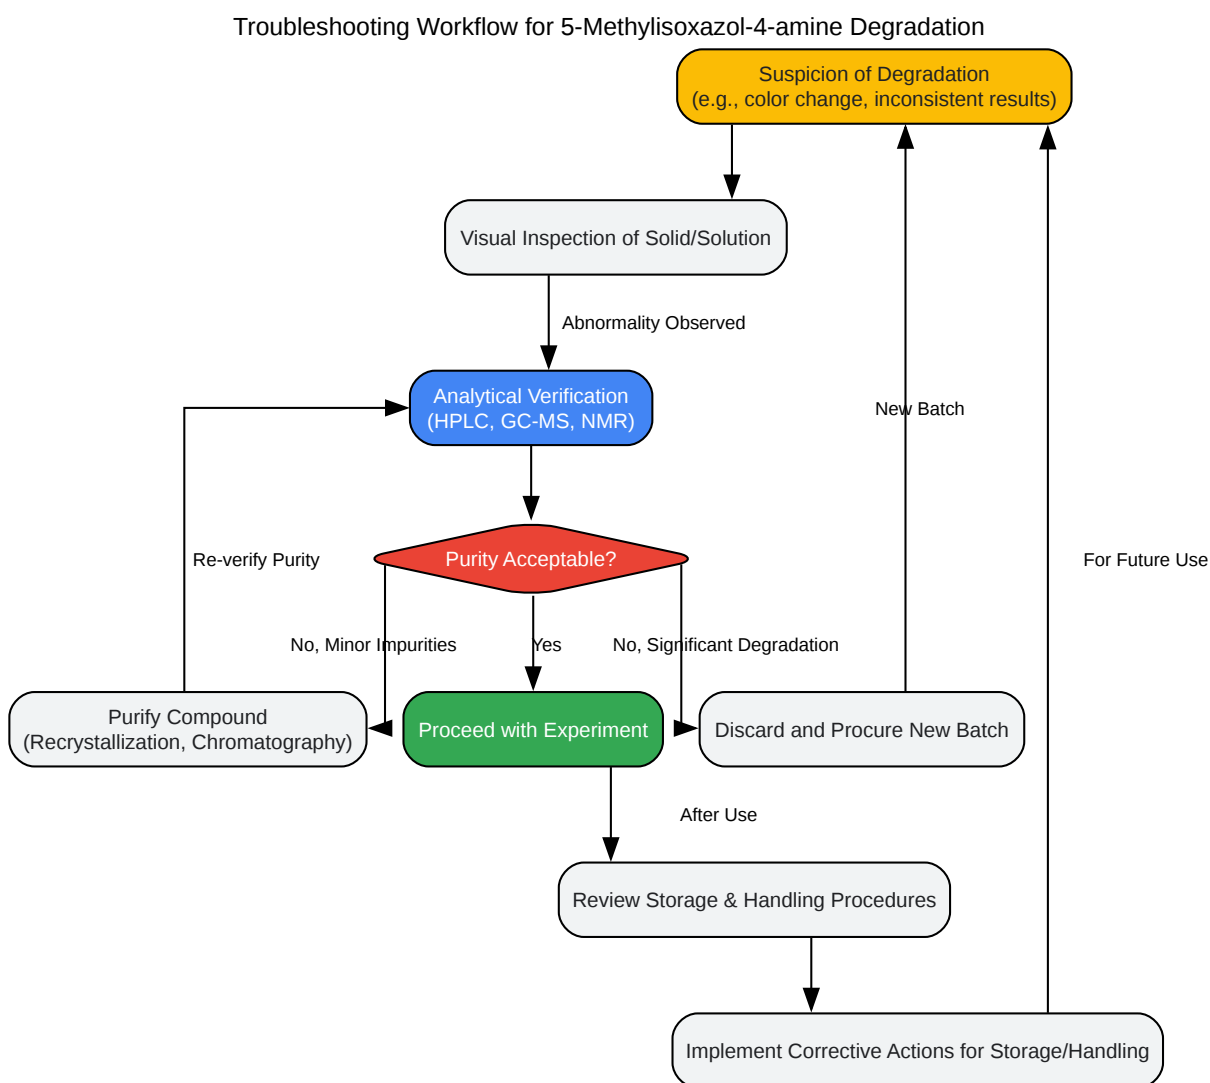 Troubleshooting Workflow for 5-Methylisoxazol-4-amine Degradation
Suspicion of Degradation
(e.g., color change, inconsistent results)
Visual Inspection of Solid/Solution
Abnormality Observed
Analytical Verification
(HPLC, GC-MS, NMR)
New Batch
Purity Acceptable?
Re-verify Purity
For Future Use
No, Minor Impurities
Yes
No, Significant Degradation
Purify Compound
(Recrystallization, Chromatography)
Proceed with Experiment
Discard and Procure New Batch
After Use
Review Storage & Handling Procedures
Implement Corrective Actions for Storage/Handling